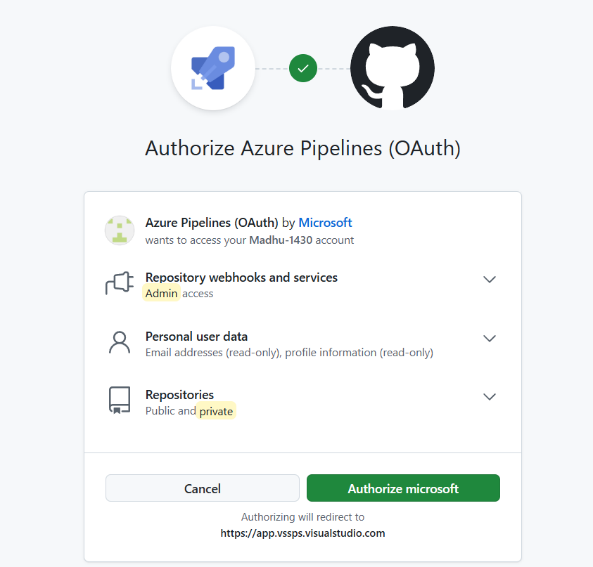 Authorize Azure Pipelines (OAuth)
Azure Pipelines (OAuth) by Microsoft
wants to access your Madhu-1430 account
Repository webhooks and services
Admin access
Personal user data
Email addresses (read-only), profile information (read-only)
Repositories
Public and private
Cancel
Authorize microsoft
Authorizing will redirect to
https://app.vssps.visualstudio.com